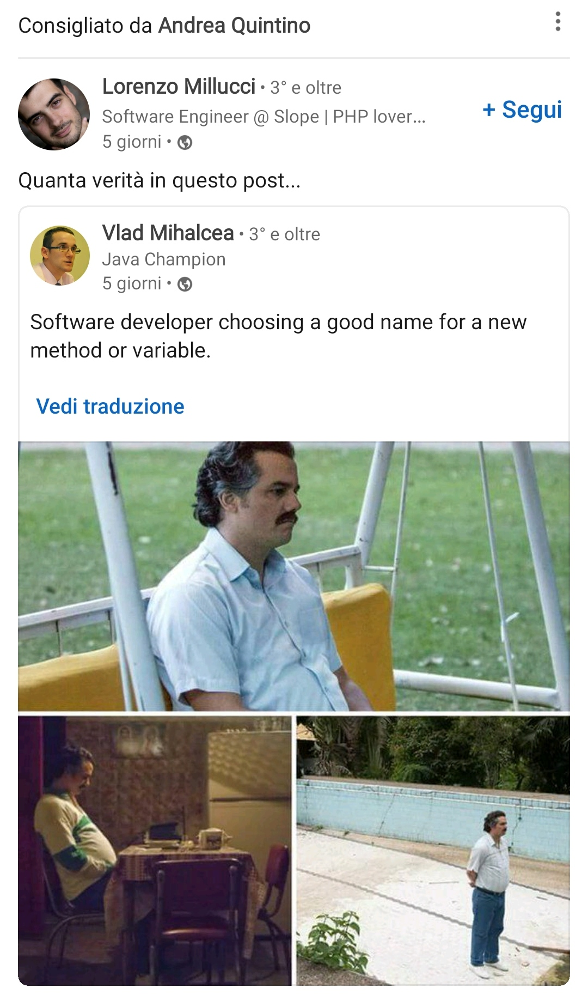 Consigliato da Andrea Quintino
Lorenzo Millucci • 3° e oltre
Software Engineer @ Slope | PHP lover...
5 giorni •
+ Segui
Quanta verità in questo post...
Vlad Mihalcea • 3° e oltre
Java Champion
5 giorni •
Software developer choosing a good name for a new
method or variable.
Vedi traduzione